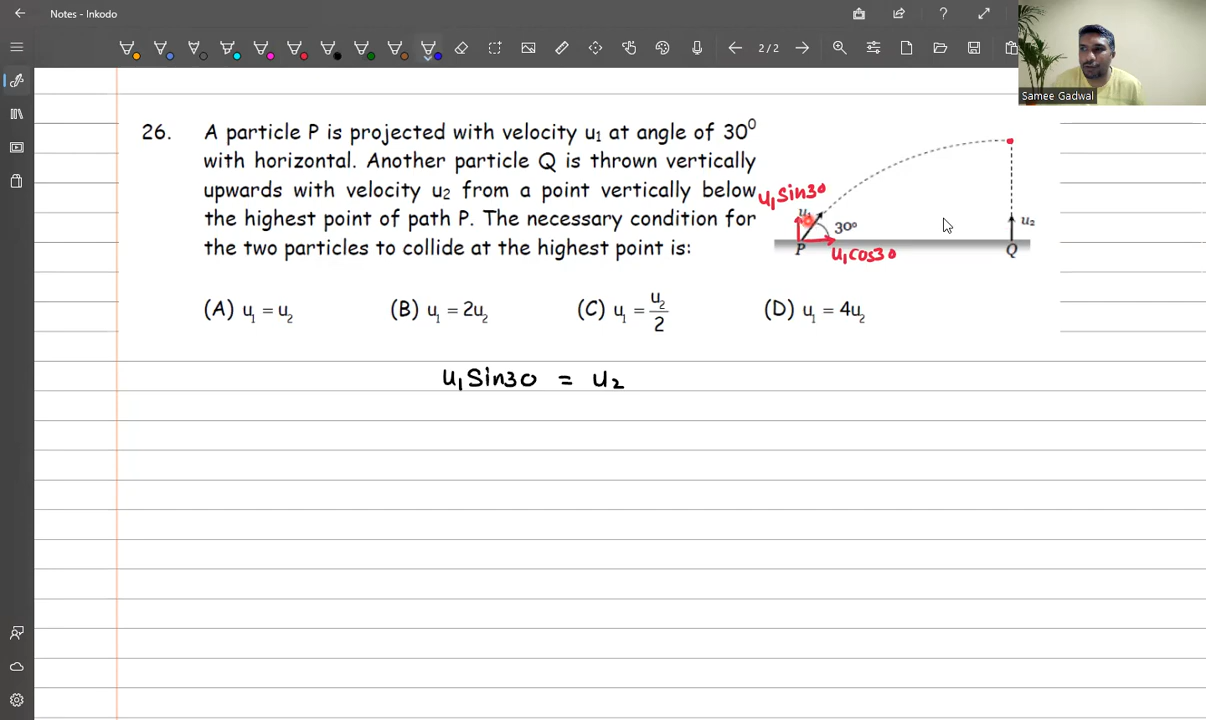 Notes - Inkodo
2/2
Samee Gadwal
26. A particle P is projected with velocity u₁ at angle of 30⁰
with horizontal. Another particle Q is thrown vertically
upwards with velocity u₂ from a point vertically below
the highest point of path P. The necessary condition for
the two particles to collide at the highest point is:
u₁sin30
u₁
30⁰
P
u₁cos30
u₂
Q
(A) u₁ = u₂ (B) u₁ = 2u₂ (C) u₁ = u₂/2 (D) u₁ = 4u₂
u₁Sin30 = u₂